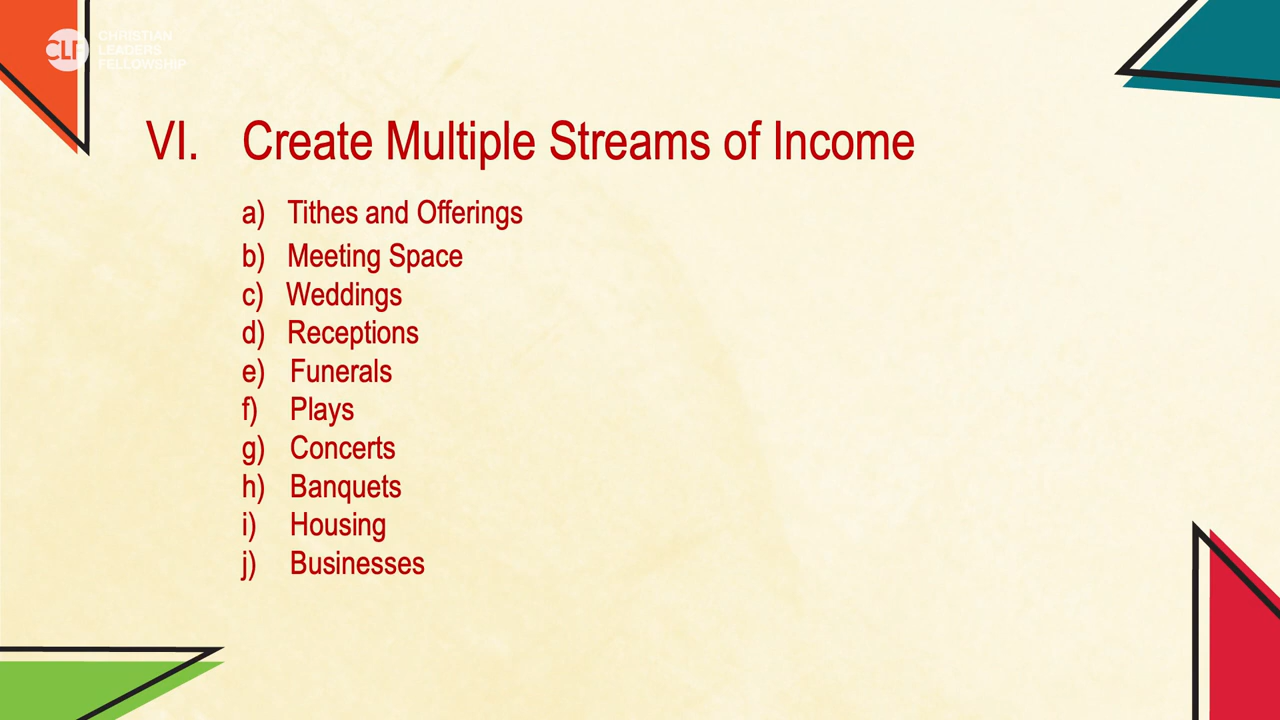 CLF
CHRISTIAN
LEADERS
FELLOWSHIP
VI. Create Multiple Streams of Income
a) Tithes and Offerings
b) Meeting Space
c) Weddings
d) Receptions
e) Funerals
f) Plays
g) Concerts
h) Banquets
i) Housing
j) Businesses